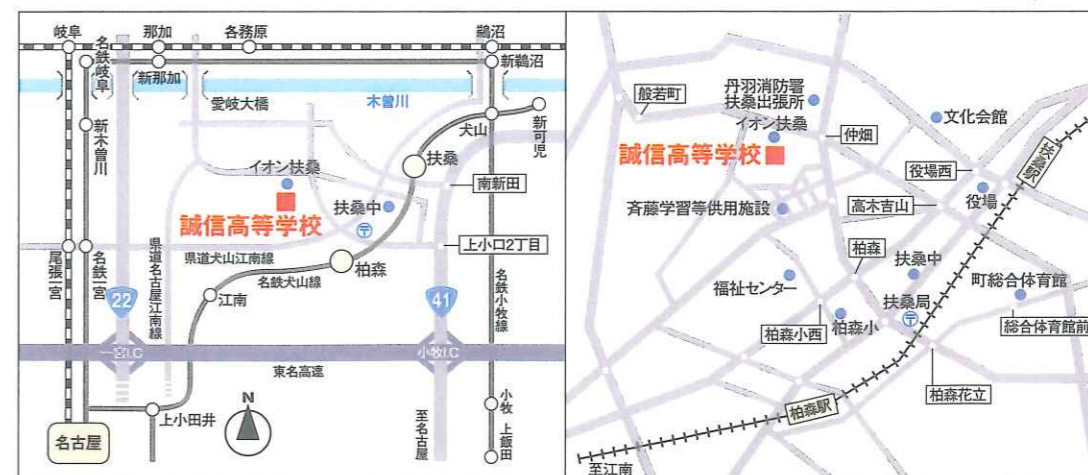 岐阜
那加
各務原
鵜沼
名鉄岐阜
新那加
新鵜沼
愛岐大橋
木曽川
新木曽川
犬山
新可児
扶桑
イオン扶桑
南新田
誠信高等学校
扶桑中
〒
上小口2丁目
県道犬山江南線
柏森
名鉄犬山線
尾張一宮
名鉄一宮
県道名古屋江南線
江南
名鉄小牧線
22
41
一宮I.C
小牧I.C
東名高速
N
小牧
上小田井
名古屋
至名古屋
上飯田
般若町
丹羽消防署
扶桑出張所
文化会館
イオン扶桑
仲畑
扶桑駅
誠信高等学校
役場西
役場
斉藤学習等供用施設
高木吉山
柏森
扶桑中
福祉センター
町総合体育館
扶桑局
〒
柏森小西
柏森小
総合体育館前
柏森花立
柏森駅
至江南